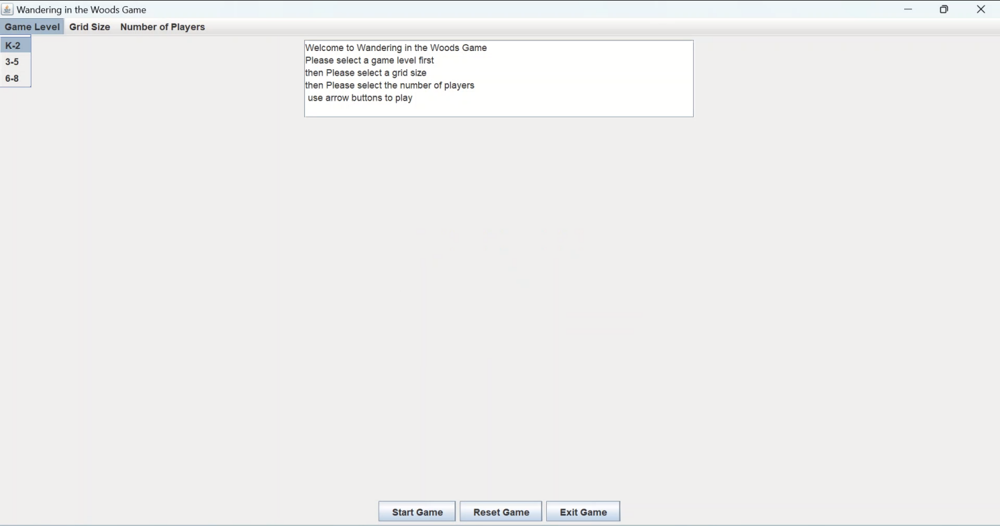 Wandering in the Woods Game
Game Level Grid Size Number of Players
K-2
3-5
6-8
Welcome to Wandering in the Woods Game
Please select a game level first
then Please select a grid size
then Please select the number of players
use arrow buttons to play
Start Game Reset Game Exit Game